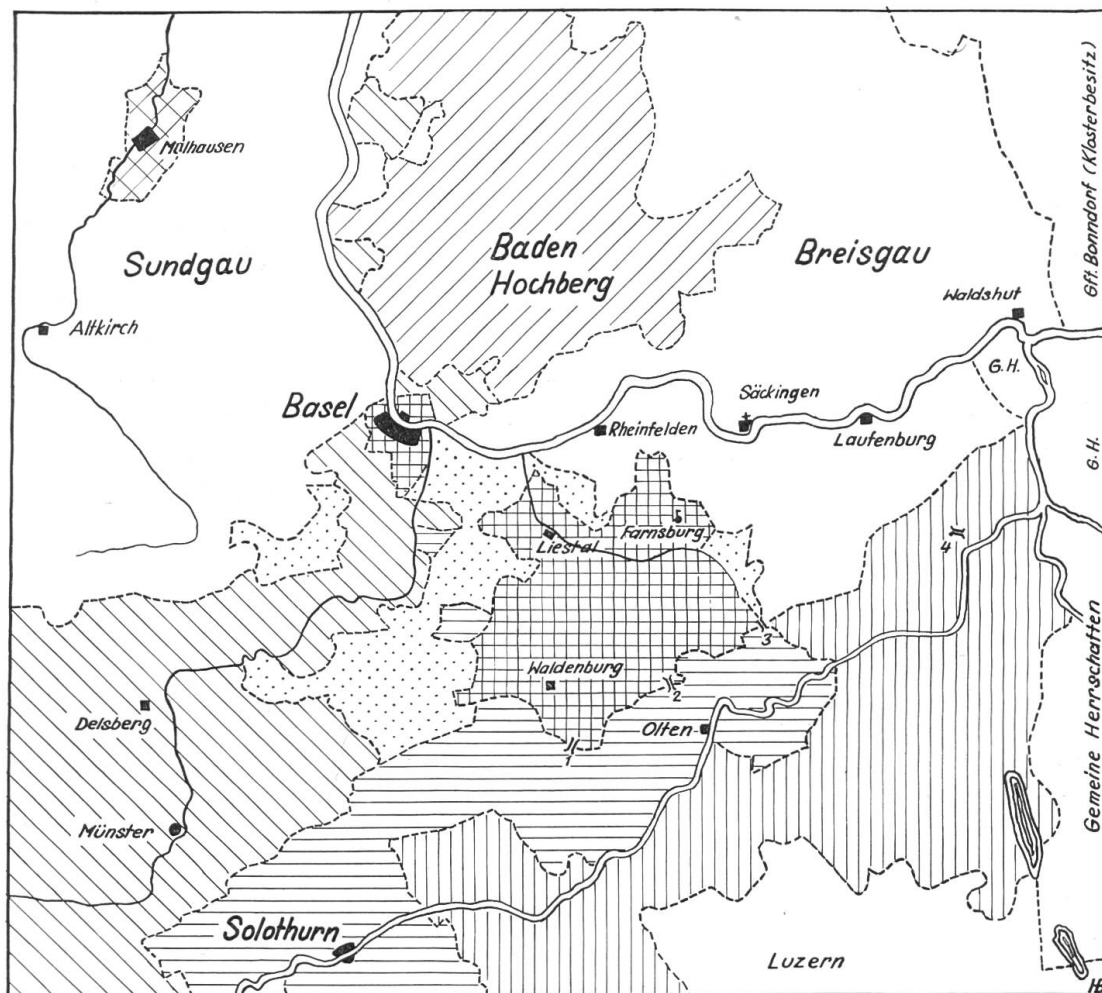 Mülhausen
Sundgau
Altkirch
Baden
Hochberg
Breisgau
Gft. Bonndorf (Klosterbesitz)
Waldshut
G.H.
Basel
Säckingen
Rheinfelden
Laufenburg
G.H.
Farnsburg
Liestal
4
3
Waldenburg
2
Delsberg
Olten
1
Gemeine Herrschaften
Münster
Solothurn
Luzern